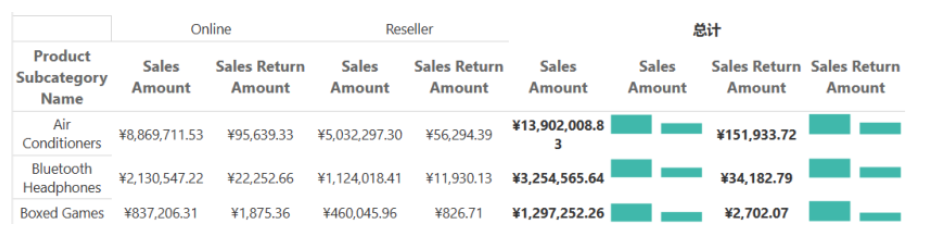 Online Reseller 总计
Product Subcategory Name Sales Amount Sales Return Amount Sales Amount Sales Return Amount Sales Amount Sales Amount Sales Return Amount Sales Return Amount
Air Conditioners ¥8,869,711.53 ¥95,639.33 ¥5,032,297.30 ¥56,294.39 ¥13,902,008.83 ¥151,933.72
Bluetooth Headphones ¥2,130,547.22 ¥22,252.66 ¥1,124,018.41 ¥11,930.13 ¥3,254,565.64 ¥34,182.79
Boxed Games ¥837,206.31 ¥1,875.36 ¥460,045.96 ¥826.71 ¥1,297,252.26 ¥2,702.07